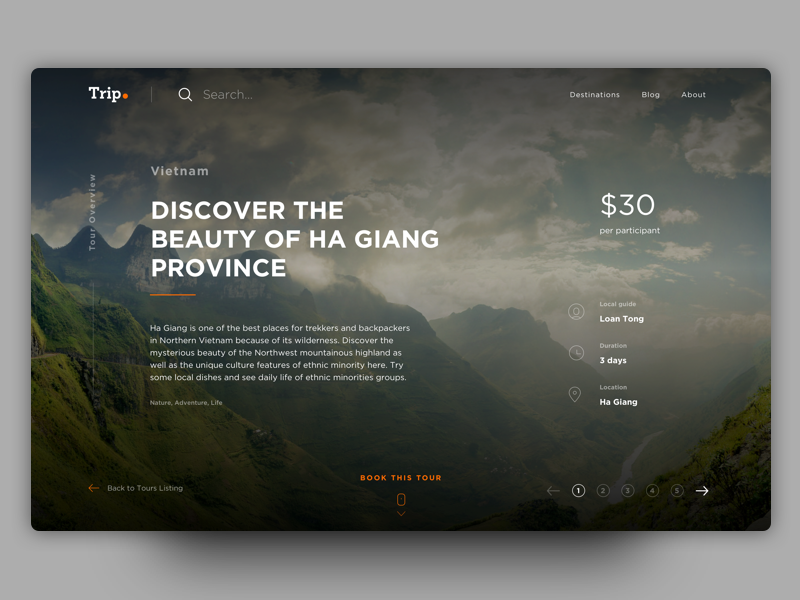 Trip.
Search...
Destinations
Blog
About
Tour Overview
Vietnam
DISCOVER THE
BEAUTY OF HA GIANG
PROVINCE
Ha Giang is one of the best places for trekkers and backpackers
in Northern Vietnam because of its wilderness. Discover the
mysterious beauty of the Northwest mountainous highland as
well as the unique culture features of ethnic minority here. Try
some local dishes and see daily life of ethnic minorities groups.
Nature, Adventure, Life
$30
per participant
Local guide
Loan Tong
Duration
3 days
Location
Ha Giang
Back to Tours Listing
BOOK THIS TOUR
1 2 3 4 5